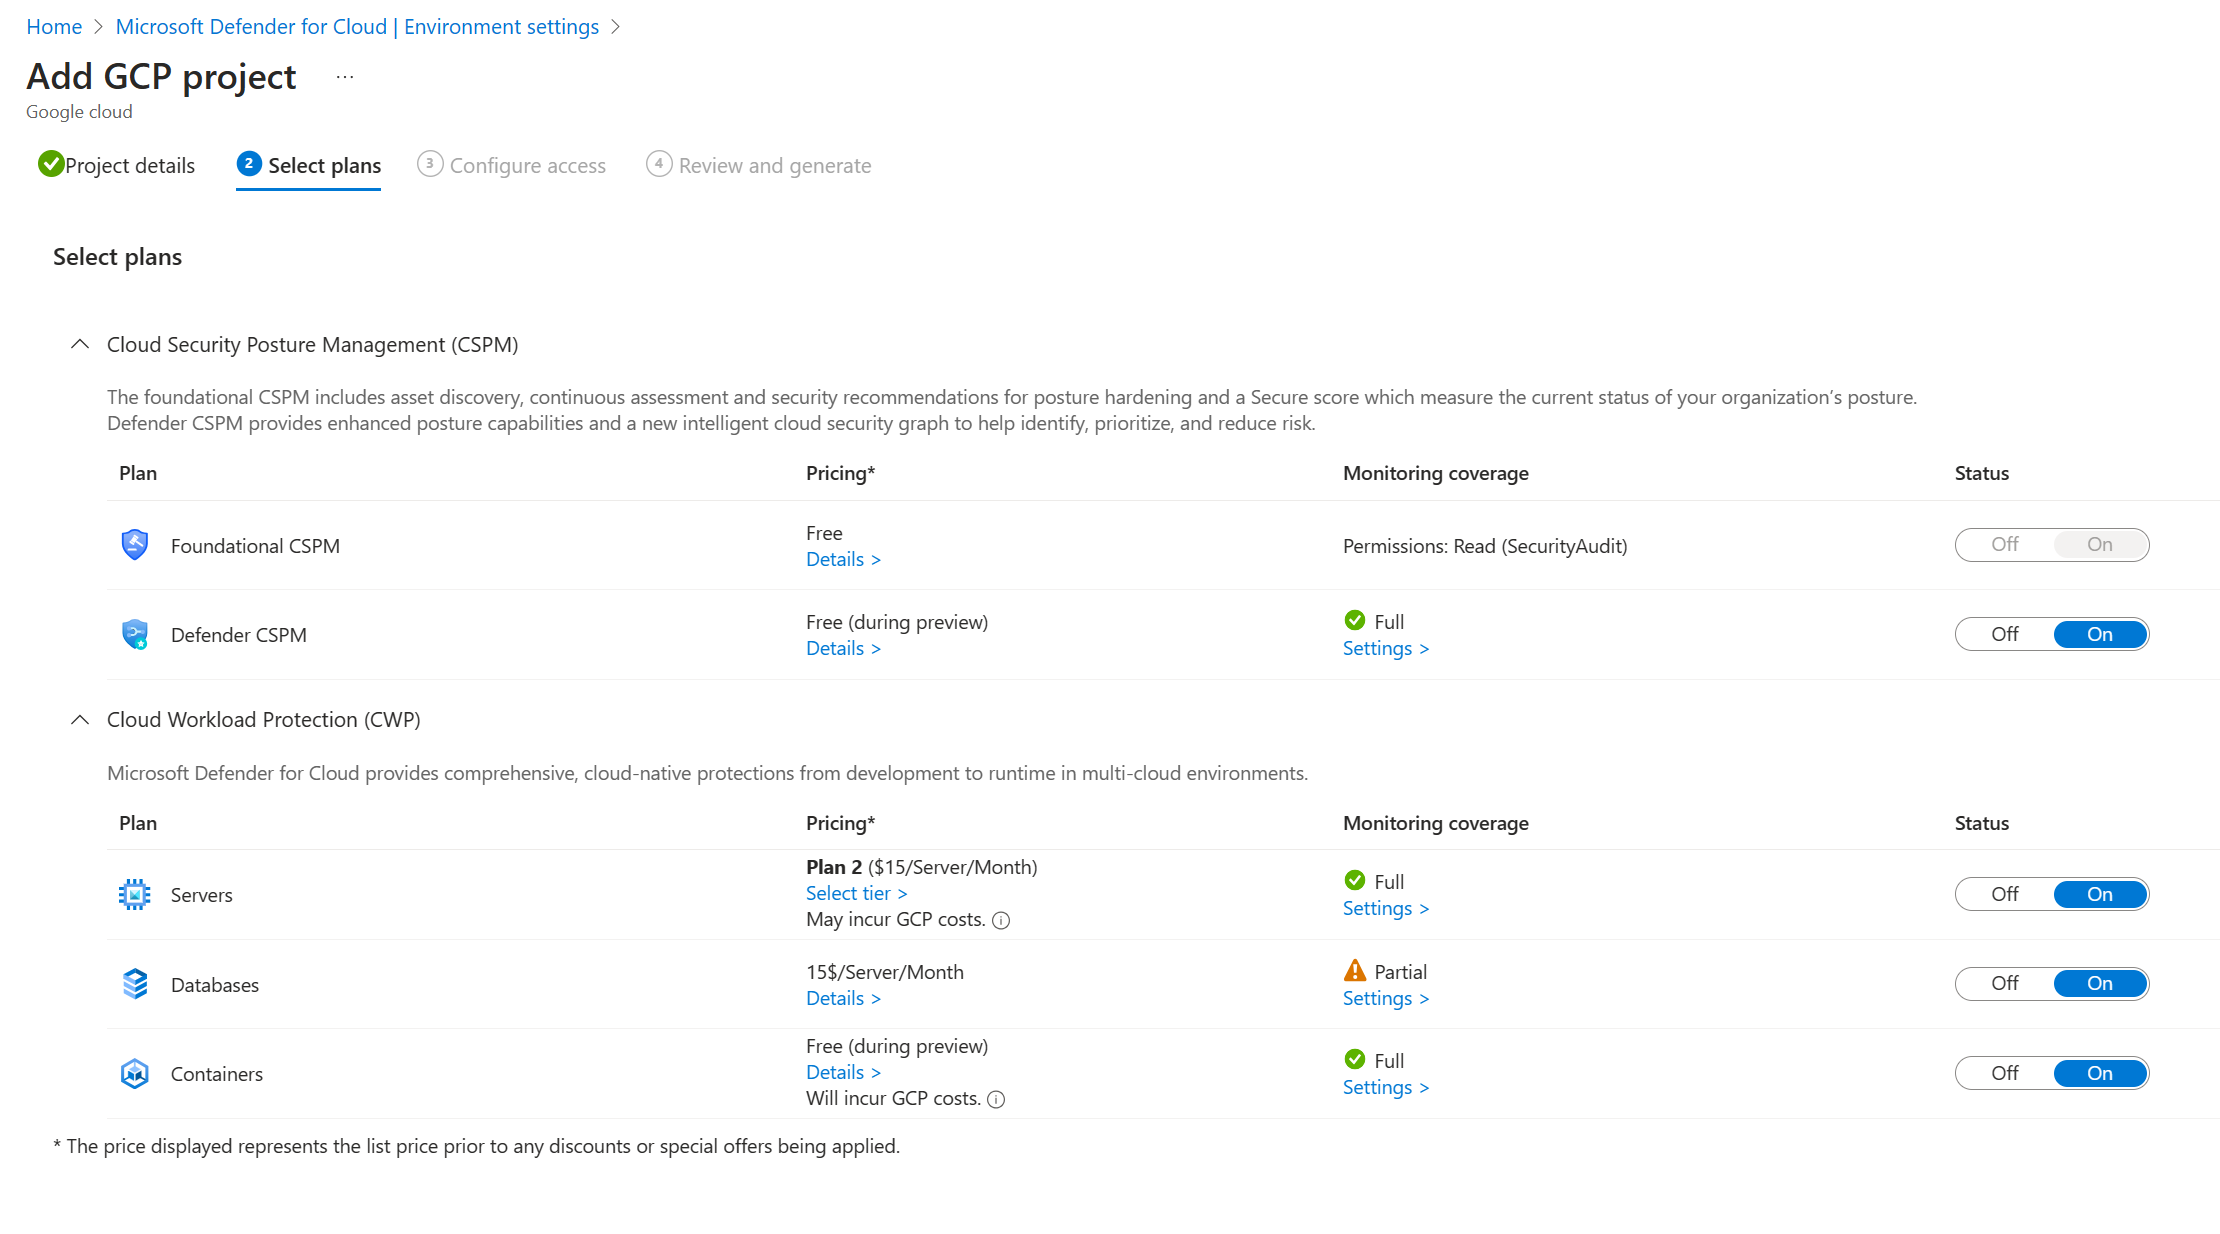 Home > Microsoft Defender for Cloud | Environment settings >
Add GCP project ...
Google cloud
Project details 2 Select plans 3 Configure access 4 Review and generate
Select plans
Cloud Security Posture Management (CSPM)
The foundational CSPM includes asset discovery, continuous assessment and security recommendations for posture hardening and a Secure score which measure the current status of your organization’s posture.
Defender CSPM provides enhanced posture capabilities and a new intelligent cloud security graph to help identify, prioritize, and reduce risk.
Plan Pricing* Monitoring coverage Status
Foundational CSPM
Free
Details >
Permissions: Read (SecurityAudit)
Off On
Defender CSPM
Free (during preview)
Details >
Full
Settings >
Off On
Cloud Workload Protection (CWP)
Microsoft Defender for Cloud provides comprehensive, cloud-native protections from development to runtime in multi-cloud environments.
Plan Pricing* Monitoring coverage Status
Servers
Plan 2 ($15/Server/Month)
Select tier >
May incur GCP costs.
Full
Settings >
Off On
Databases
15$/Server/Month
Details >
Partial
Settings >
Off On
Containers
Free (during preview)
Details >
Will incur GCP costs.
Full
Settings >
Off On
* The price displayed represents the list price prior to any discounts or special offers being applied.